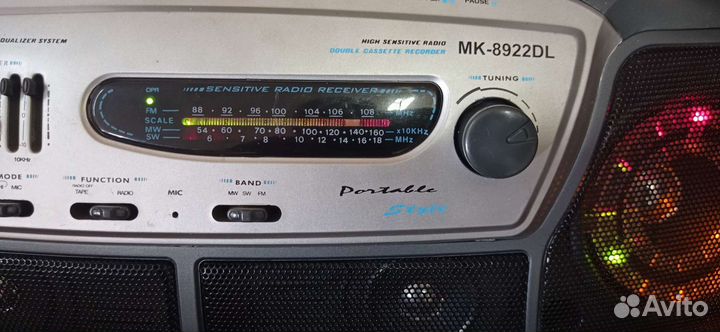 PAUSE
EQUALIZER SYSTEM
HIGH SENSITIVE RADIO
DOUBLE CASSETTE RECORDER
MK-8922DL
SENSITIVE RADIO RECEIVER
TUNING
OPR
FM 88 92 96 100 104 106 108 MHz
SCALE
MW 54 60 70 80 100 120 140 160 x10KHz
SW 6 7 8 10 12 14 16 18 MHz
10KHz
MODE
MIC
FUNCTION
TAPE RADIO
MIC
BAND
MW SW FM
Portable
Style
Avito